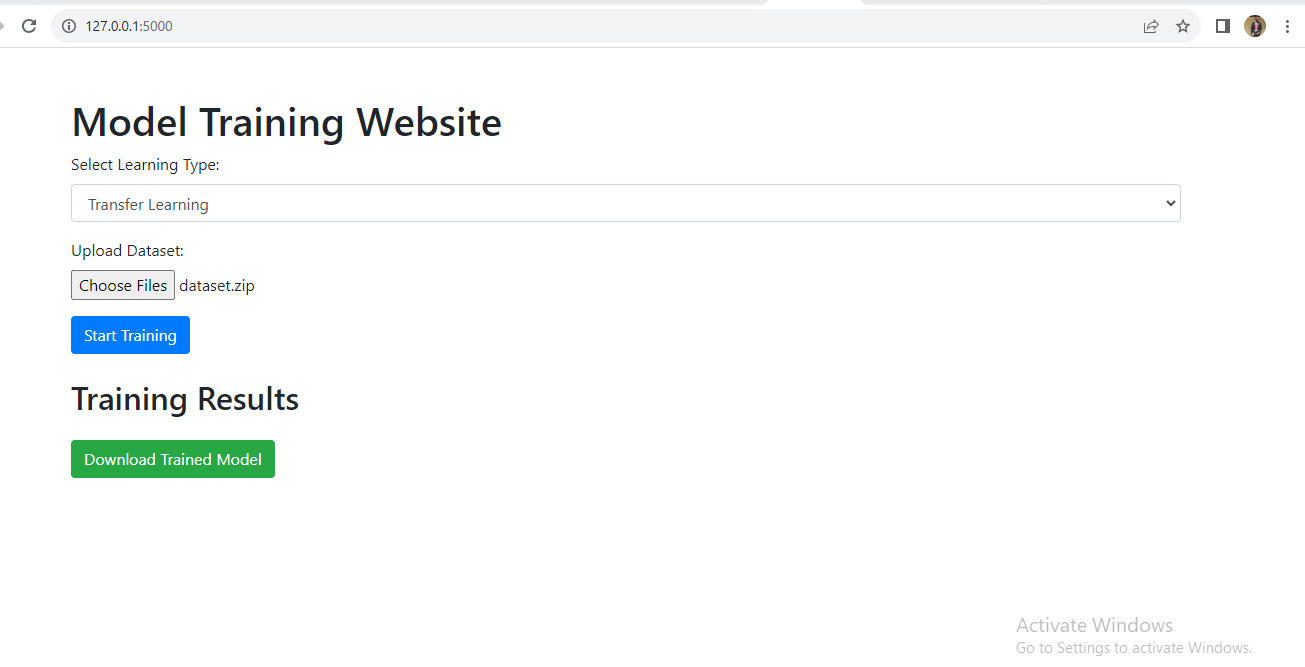 127.0.0.1:5000
Model Training Website
Select Learning Type:
Transfer Learning
Upload Dataset:
Choose Files dataset.zip
Start Training
Training Results
Download Trained Model
Activate Windows
Go to Settings to activate Windows.